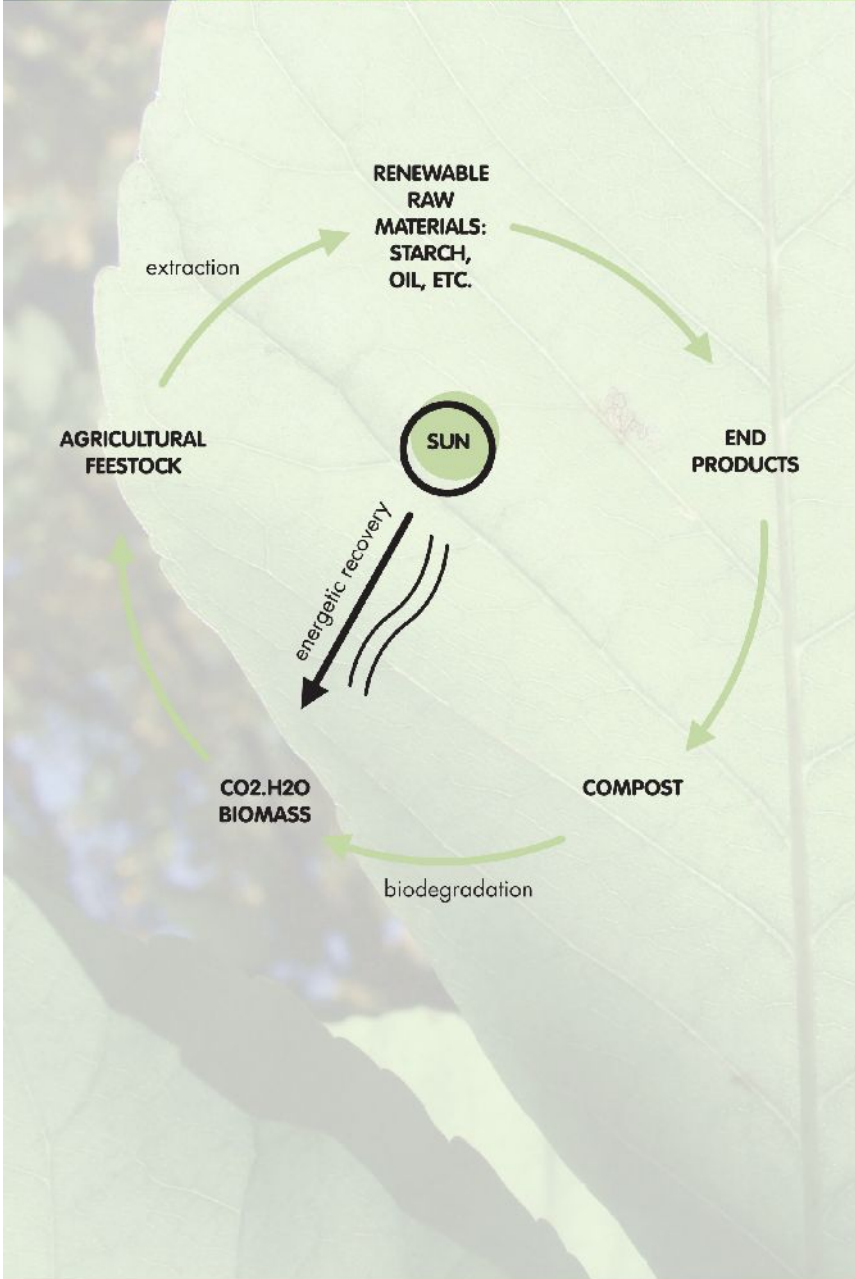 RENEWABLE
RAW
MATERIALS:
STARCH,
OIL, ETC.
extraction
AGRICULTURAL
FEESTOCK
SUN
END
PRODUCTS
energetic recovery
CO2.H2O
BIOMASS
COMPOST
biodegradation